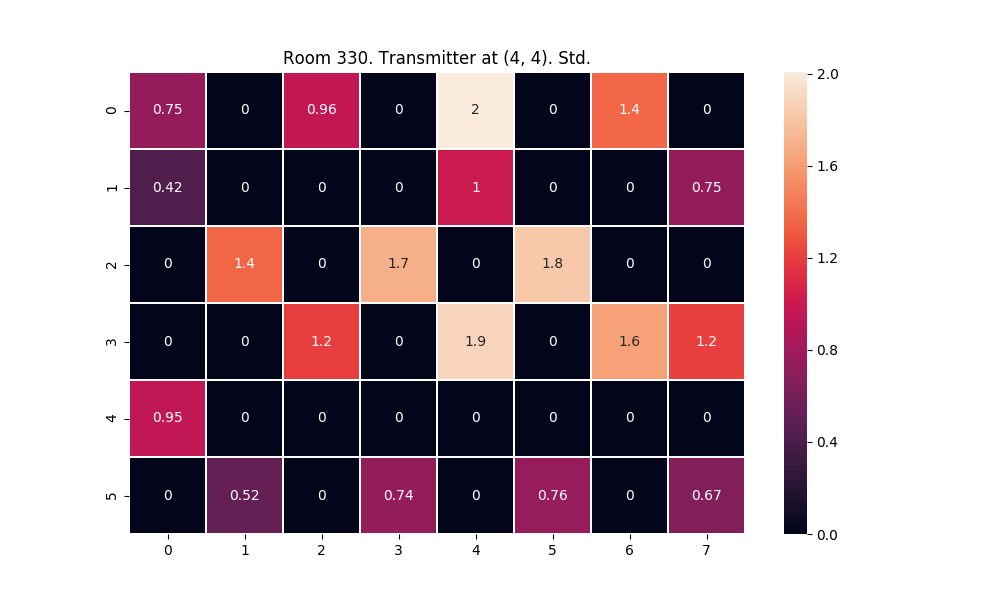 Room 330. Transmitter at (4, 4). Std.
0 0.75 0 0.96 0 2 0 1.4 0
1 0.42 0 0 0 1 0 0 0.75
2 0 1.4 0 1.7 0 1.8 0 0
3 0 0 1.2 0 1.9 0 1.6 1.2
4 0.95 0 0 0 0 0 0 0
5 0 0.52 0 0.74 0 0.76 0 0.67
0 1 2 3 4 5 6 7
2.0
1.6
1.2
0.8
0.4
0.0